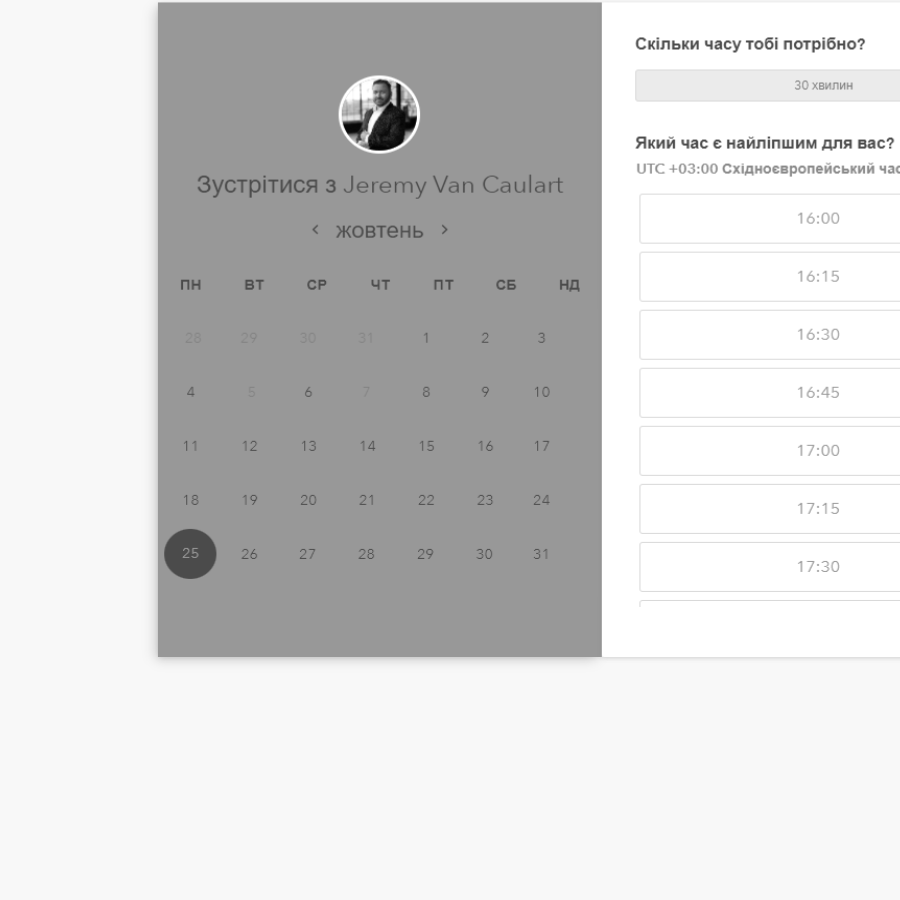 Зустрітися з Jeremy Van Caulart
жовтень
ПН ВТ СР ЧТ ПТ СБ НД
28 29 30 31 1 2 3
4 5 6 7 8 9 10
11 12 13 14 15 16 17
18 19 20 21 22 23 24
25 26 27 28 29 30 31
Скільки часу тобі потрібно?
30 хвилин
Який час є найліпшим для вас?
UTC +03:00 Східноєвропейський час
16:00
16:15
16:30
16:45
17:00
17:15
17:30